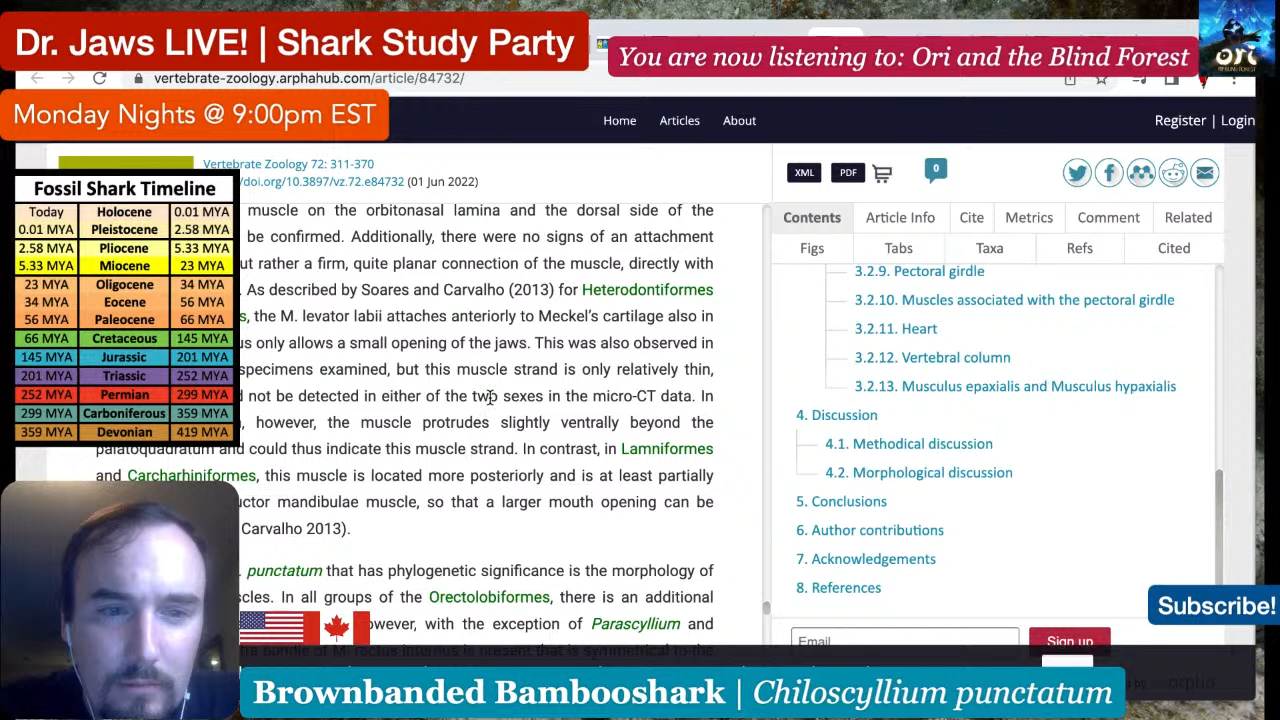 Dr. Jaws LIVE! | Shark Study Party
You are now listening to: Ori and the Blind Forest
ori
vertebrate-zoology.arphahub.com/article/84732/
Monday Nights @ 9:00pm EST
Home Articles About
Register | Login
Vertebrate Zoology 72: 311-370
/doi.org/10.3897/vz.72.e84732 (01 Jun 2022)
XML PDF 0
Contents Article Info Cite Metrics Comment Related
Figs Tabs Taxa Refs Cited
Fossil Shark Timeline
Today Holocene 0.01 MYA
0.01 MYA Pleistocene 2.58 MYA
2.58 MYA Pliocene 5.33 MYA
5.33 MYA Miocene 23 MYA
23 MYA Oligocene 34 MYA
34 MYA Eocene 56 MYA
56 MYA Paleocene 66 MYA
66 MYA Cretaceous 145 MYA
145 MYA Jurassic 201 MYA
201 MYA Triassic 252 MYA
252 MYA Permian 299 MYA
299 MYA Carboniferous 359 MYA
359 MYA Devonian 419 MYA
muscle on the orbitonasal lamina and the dorsal side of the
be confirmed. Additionally, there were no signs of an attachment
ut rather a firm, quite planar connection of the muscle, directly with
. As described by Soares and Carvalho (2013) for Heterodontiformes
s, the M. levator labii attaches anteriorly to Meckel's cartilage also in
us only allows a small opening of the jaws. This was also observed in
specimens examined, but this muscle strand is only relatively thin,
d not be detected in either of the two sexes in the micro-CT data. In
, however, the muscle protrudes slightly ventrally beyond the
palatoquadratum and could thus indicate this muscle strand. In contrast, in Lamniformes
and Carcharhiniformes, this muscle is located more posteriorly and is at least partially
uctor mandibulae muscle, so that a larger mouth opening can be
Carvalho 2013).
. punctatum that has phylogenetic significance is the morphology of
scles. In all groups of the Orectolobiformes, there is an additional
owever, with the exception of Parascyllium and
bundle of M. rectus internus is present that is symmetrical to the
3.2.9. Pectoral girdle
3.2.10. Muscles associated with the pectoral girdle
3.2.11. Heart
3.2.12. Vertebral column
3.2.13. Musculus epaxialis and Musculus hypaxialis
4. Discussion
4.1. Methodical discussion
4.2. Morphological discussion
5. Conclusions
6. Author contributions
7. Acknowledgements
8. References
Email Sign up
Subscribe!
Brownbanded Bambooshark | Chiloscyllium punctatum